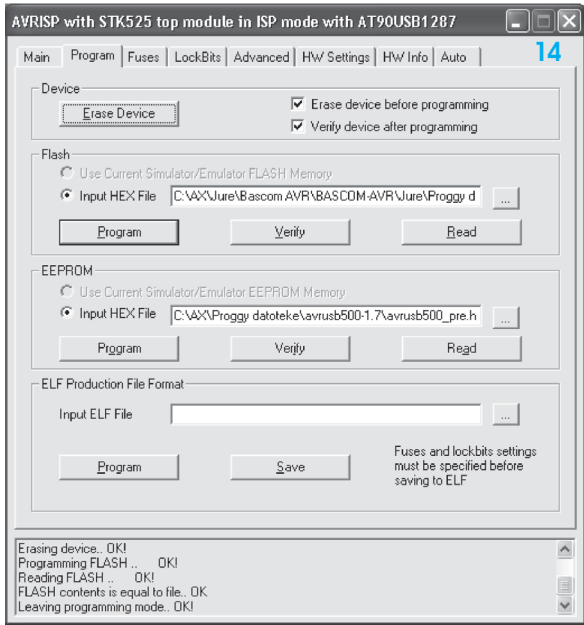 AVRISP with STK525 top module in ISP mode with AT90USB1287
14
Main Program Fuses LockBits Advanced HW Settings HW Info Auto
Device
Erase Device
Erase device before programming
Verify device after programming
Flash
Use Current Simulator/Emulator FLASH Memory
Input HEX File C:\AX\Jure\Bascom AVR\BASCOM-AVR\Jure\Proggy d ...
Program Verify Read
EEPROM
Use Current Simulator/Emulator EEPROM Memory
Input HEX File C:\AX\Proggy datoteke\avrusb500-1.7\avrusb500_pre.h ...
Program Verify Read
ELF Production File Format
Input ELF File ...
Program Save
Fuses and lockbits settings
must be specified before
saving to ELF
Erasing device.. OK!
Programming FLASH .. OK!
Reading FLASH .. OK!
FLASH contents is equal to file.. OK
Leaving programming mode.. OK!